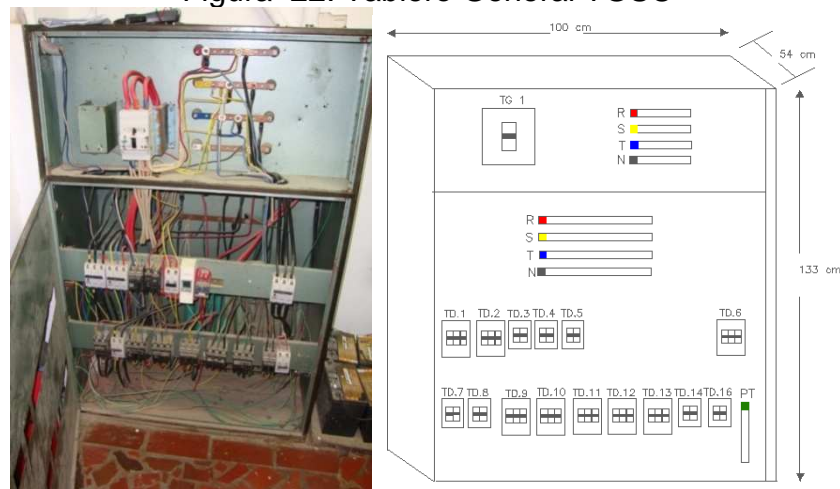 Figura 22. Tablero General
100 cm
54 cm
TG 1
R
S
T
N
R
S
T
N
133 cm
TD.1 TD.2 TD.3 TD.4 TD.5 TD.6
TD.7 TD.8 TD.9 TD.10 TD.11 TD.12 TD.13 TD.14 TD.16 PT